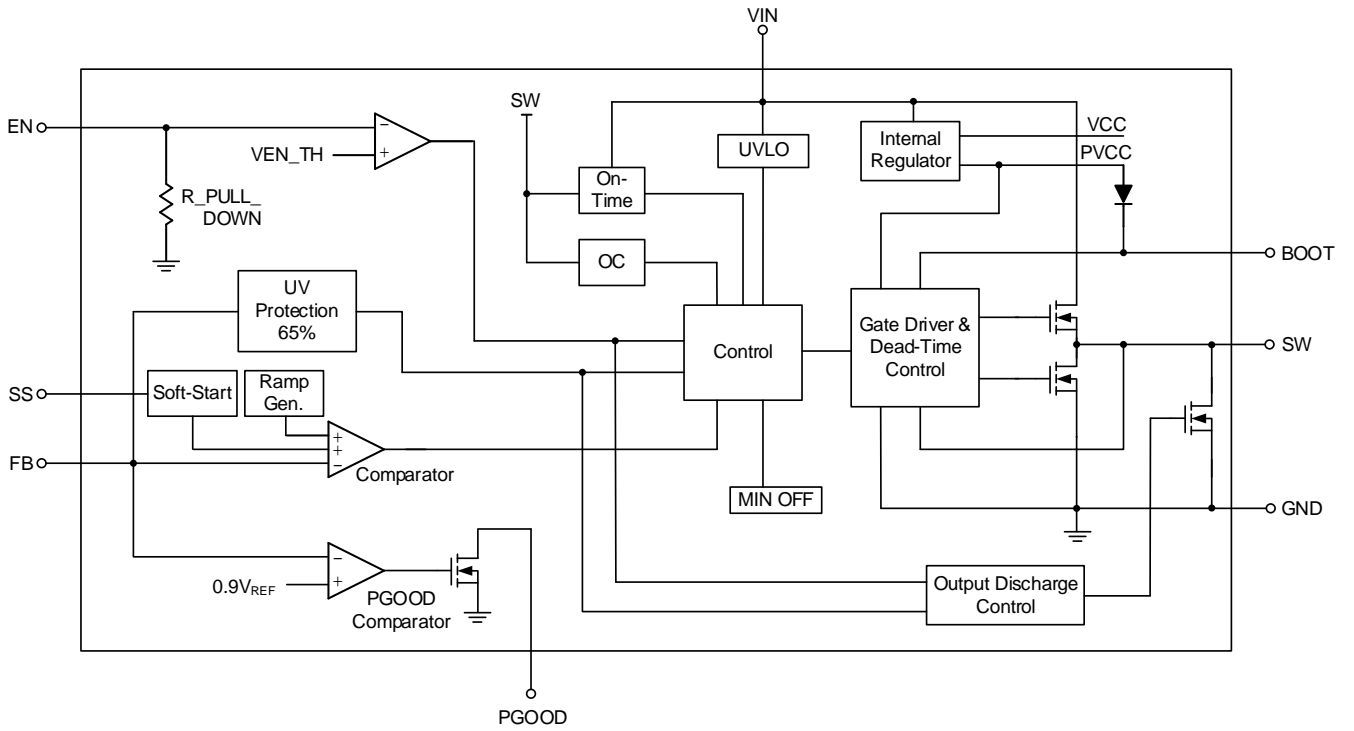 VIN
EN
VEN_TH
−
+
R_PULL_
DOWN
SW
On-
Time
UVLO
Internal
Regulator
VCC
PVCC
OC
BOOT
UV
Protection
65%
Control
Gate Driver &
Dead-Time
Control
SW
SS
Soft-Start
Ramp
Gen.
+
+
−
Comparator
FB
MIN OFF
GND
−
+
0.9VREF
PGOOD
Comparator
Output Discharge
Control
PGOOD